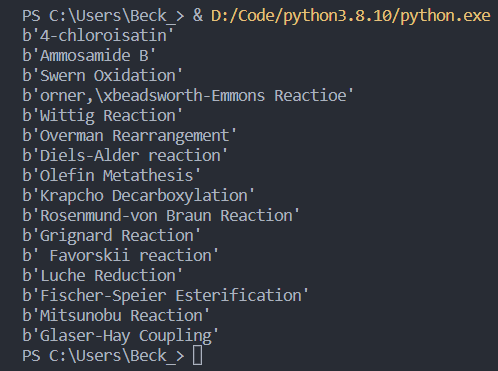 PS C:\Users\Beck_> & D:/Code/python3.8.10/python.exe
b'4-chloroisatin'
b'Ammosamide B'
b'Swern Oxidation'
b'orner,\xbeadsworth-Emmons Reactioe'
b'Wittig Reaction'
b'Overman Rearrangement'
b'Diels-Alder reaction'
b'Olefin Metathesis'
b'Krapcho Decarboxylation'
b'Rosenmund-von Braun Reaction'
b'Grignard Reaction'
b' Favorskii reaction'
b'Luche Reduction'
b'Fischer-Speier Esterification'
b'Mitsunobu Reaction'
b'Glaser-Hay Coupling'
PS C:\Users\Beck_>